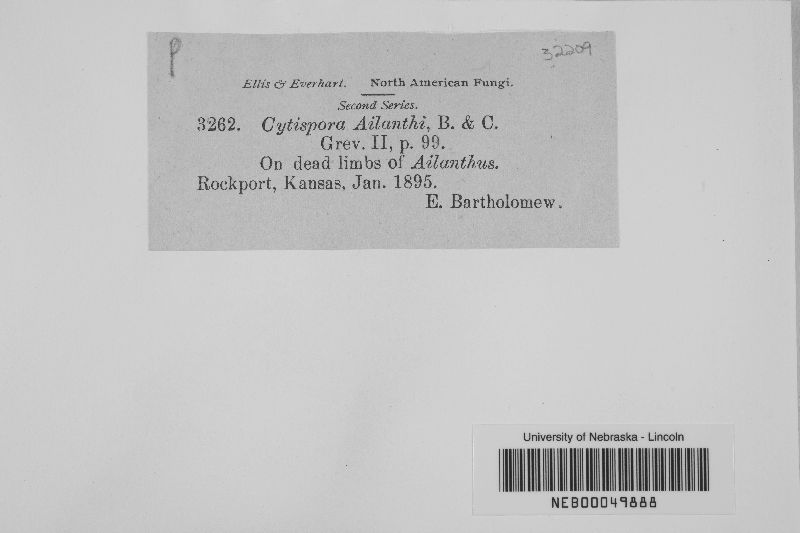 P
32209
Ellis & Everhart. North American Fungi.
Second Series.
3262. Cytispora Ailanthi, B. & C.
Grev. II, p. 99.
On dead limbs of Ailanthus.
Rockport, Kansas, Jan. 1895.
E. Bartholomew.
University of Nebraska - Lincoln
NEB00049888